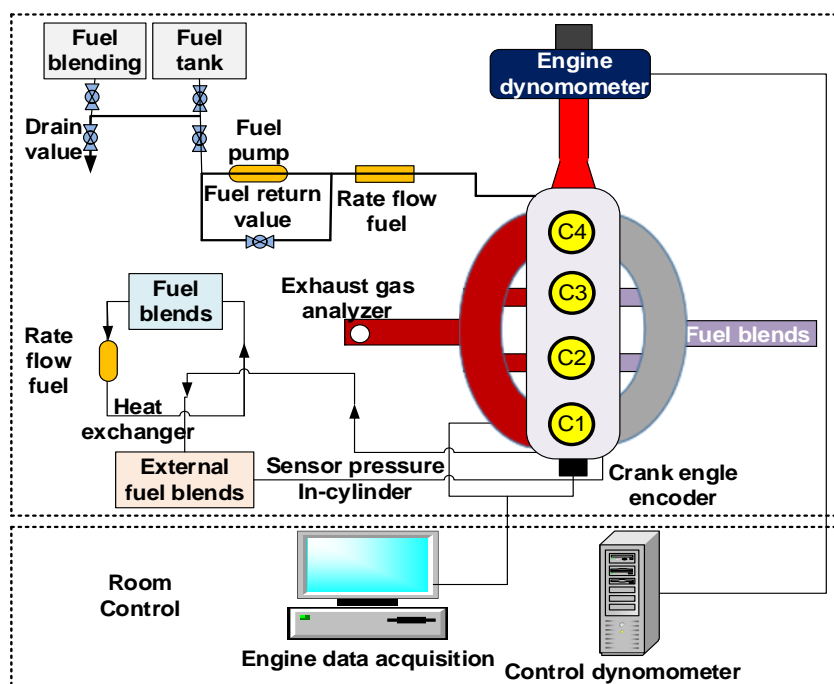 Fuel
blending
Fuel
tank
Engine
dynomometer
Drain
value
Fuel
pump
Fuel return
value
Rate flow
fuel
C4
C3
C2
C1
Exhaust gas
analyzer
Fuel blends
Fuel
blends
Rate
flow
fuel
Heat
exchanger
External
fuel blends
Sensor pressure
In-cylinder
Crank engle
encoder
Room
Control
Engine data acquisition
Control dynomometer